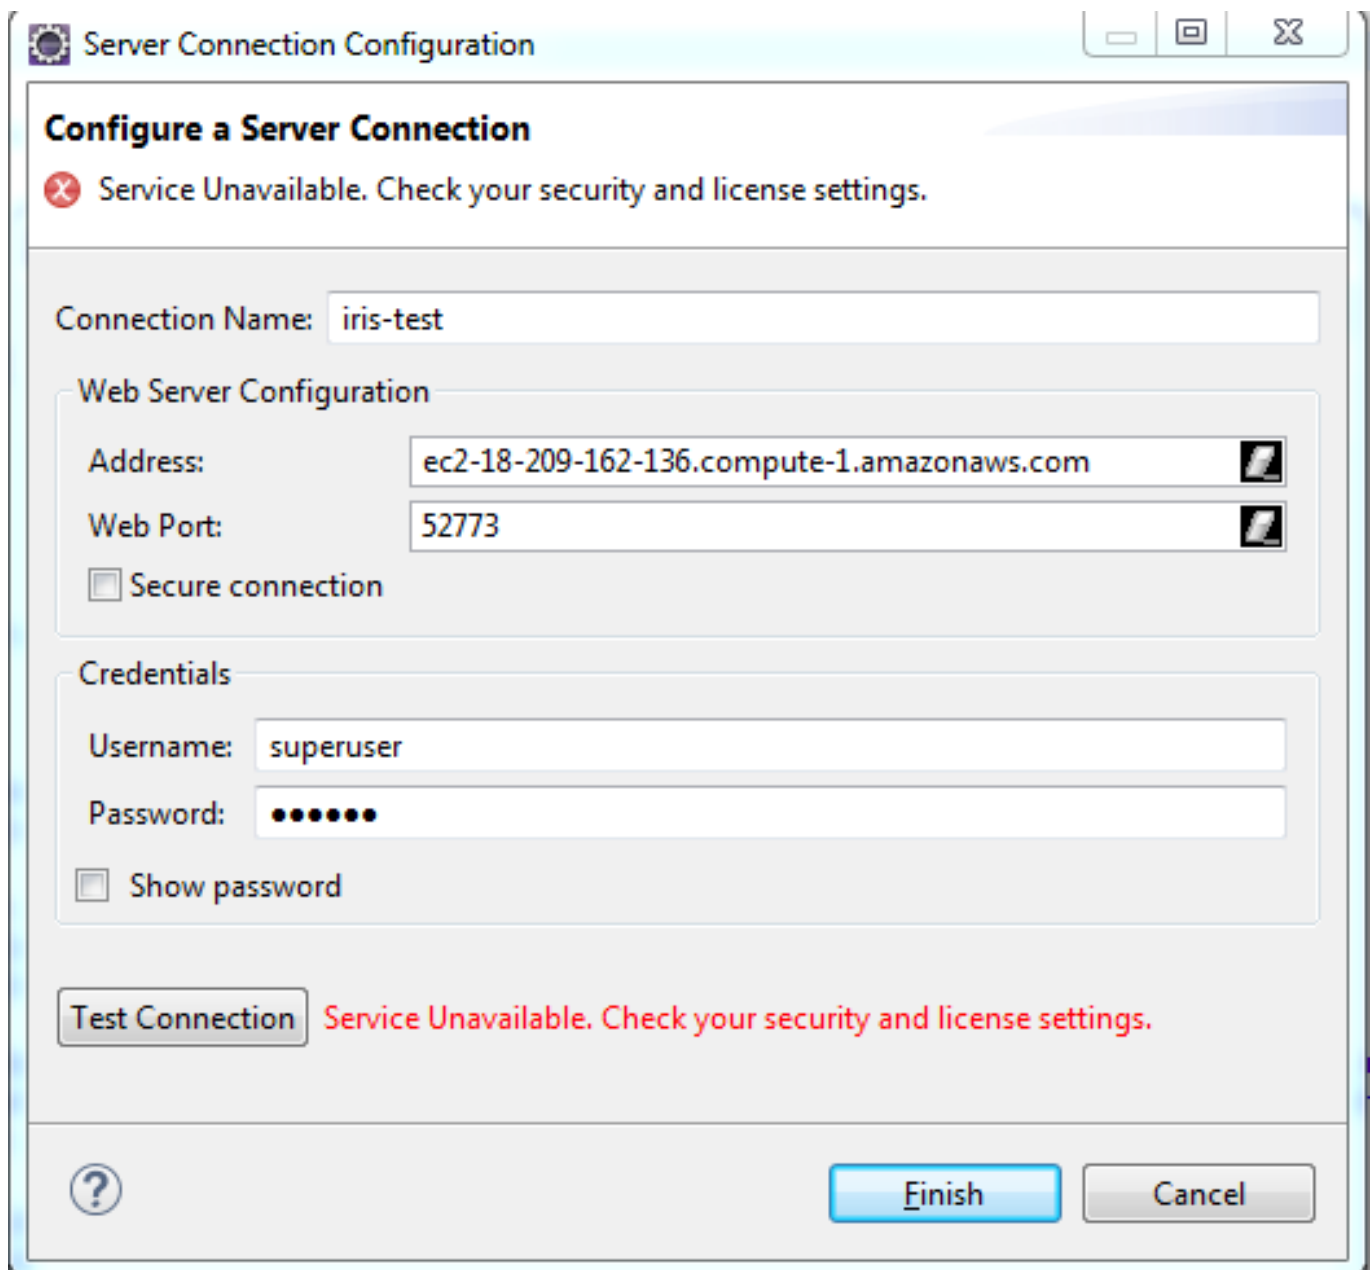 Server Connection Configuration
Configure a Server Connection
Service Unavailable. Check your security and license settings.
Connection Name: iris-test
Web Server Configuration
Address: ec2-18-209-162-136.compute-1.amazonaws.com
Web Port: 52773
Secure connection
Credentials
Username: superuser
Password: ●●●●●●
Show password
Test Connection Service Unavailable. Check your security and license settings.
?
Finish Cancel